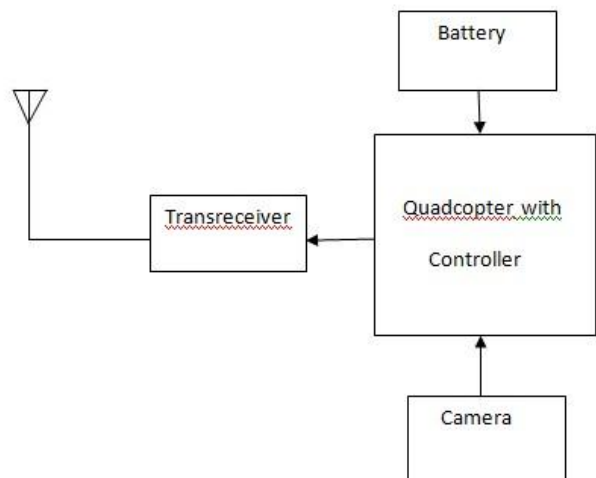 Battery
Transreceiver
Quadcopter with
Controller
Camera